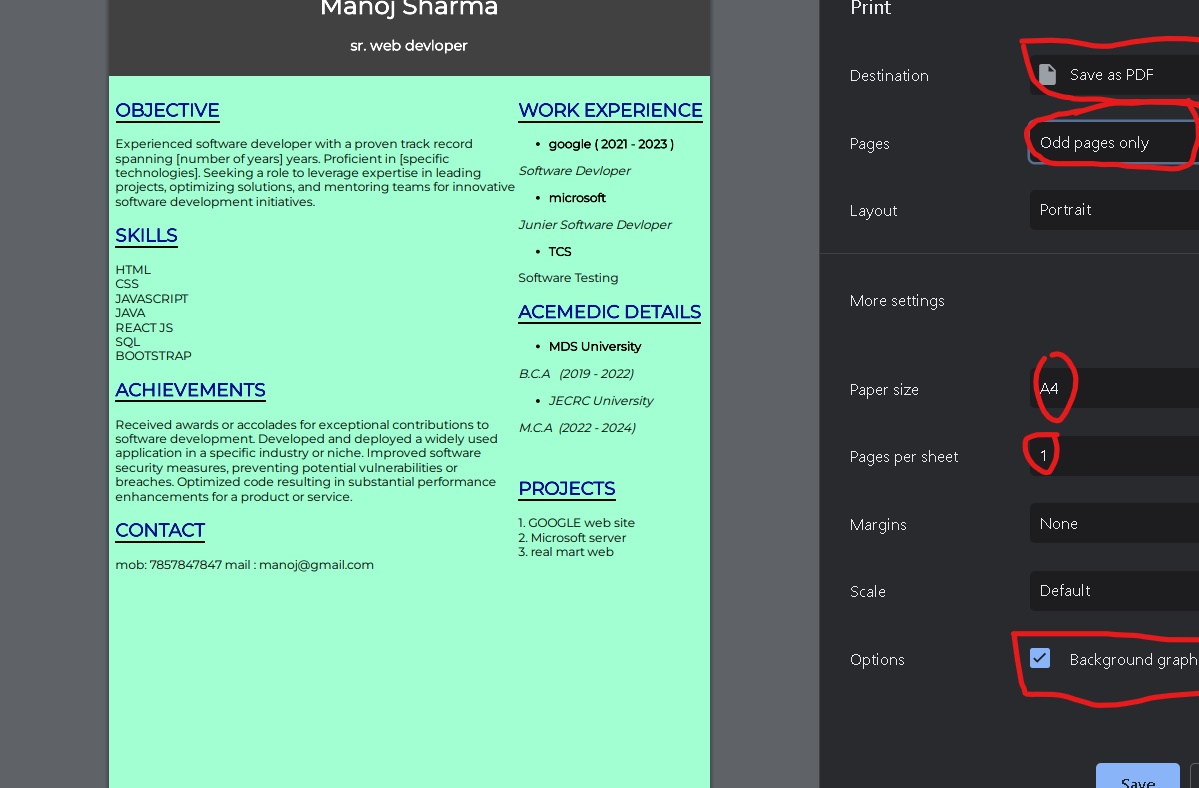 Manoj Sharma
sr. web devloper
OBJECTIVE
Experienced software developer with a proven track record
spanning [number of years] years. Proficient in [specific
technologies]. Seeking a role to leverage expertise in leading
projects, optimizing solutions, and mentoring teams for innovative
software development initiatives.
SKILLS
HTML
CSS
JAVASCRIPT
JAVA
REACT JS
SQL
BOOTSTRAP
ACHIEVEMENTS
Received awards or accolades for exceptional contributions to
software development. Developed and deployed a widely used
application in a specific industry or niche. Improved software
security measures, preventing potential vulnerabilities or
breaches. Optimized code resulting in substantial performance
enhancements for a product or service.
CONTACT
mob: 7857847847 mail : manoj@gmail.com
WORK EXPERIENCE
• google ( 2021 - 2023 )
Software Devloper
• microsoft
Junier Software Devloper
• TCS
Software Testing
ACEMEDIC DETAILS
• MDS University
B.C.A (2019 - 2022)
• JECRC University
M.C.A (2022 - 2024)
PROJECTS
1. GOOGLE web site
2. Microsoft server
3. real mart web
Print
Destination Save as PDF
Pages Odd pages only
Layout Portrait
More settings
Paper size A4
Pages per sheet 1
Margins None
Scale Default
Options Background graph
Save